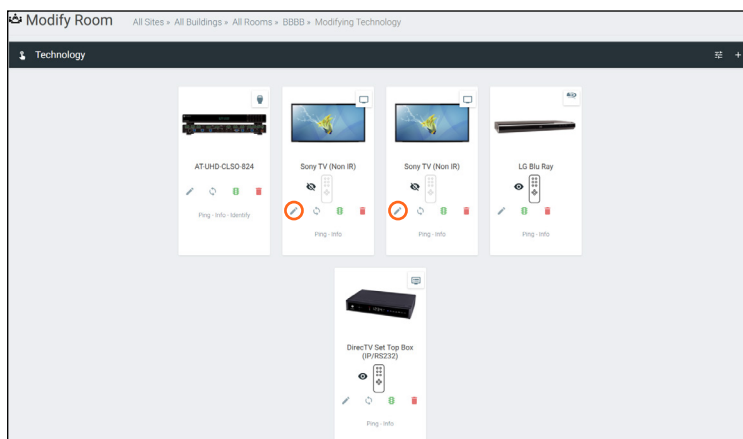 Modify Room
All Sites » All Buildings » All Rooms » BBBB » Modifying Technology
Technology
AT-UHD-CLSO-824
Ping - Info - Identify
Sony TV (Non IR)
Ping - Info
Sony TV (Non IR)
Ping - Info
LG Blu Ray
Ping - Info
DirecTV Set Top Box
(IP/RS232)
Ping - Info